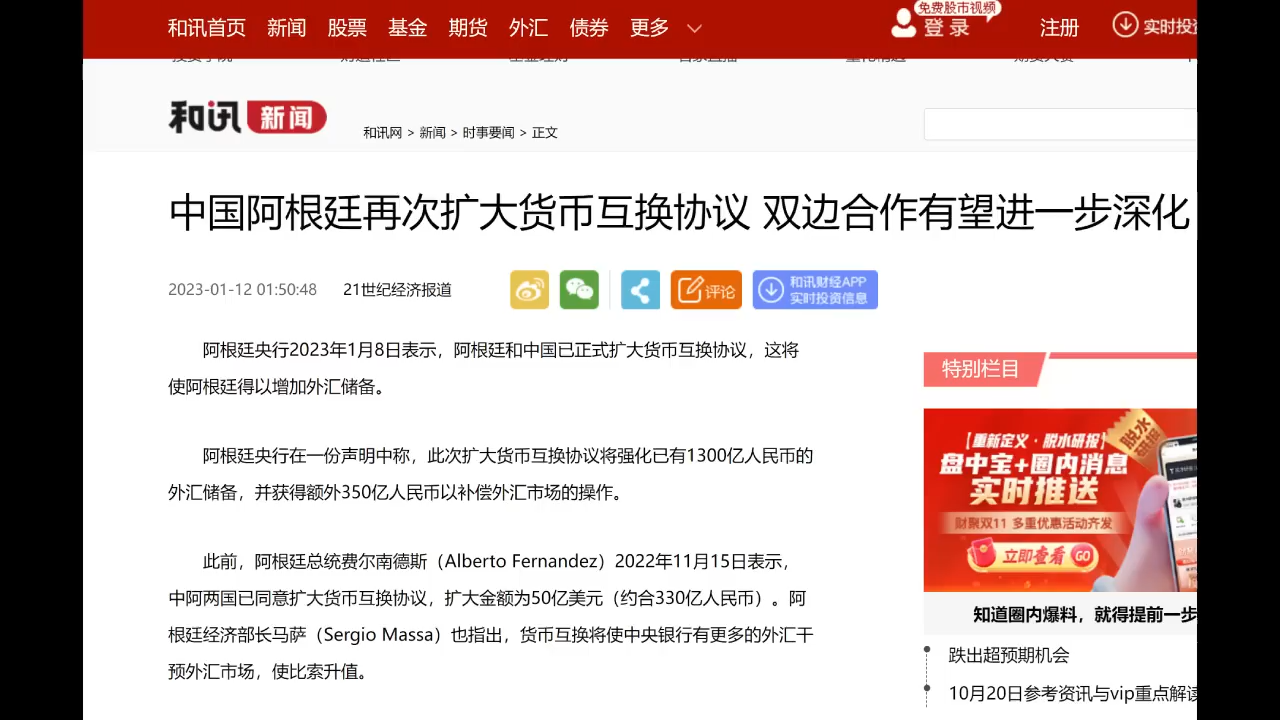 和讯首页 新闻 股票 基金 期货 外汇 债券 更多
免费股市视频
登录 注册 实时投资
和讯 新闻
和讯网 > 新闻 > 时事要闻 > 正文
中国阿根廷再次扩大货币互换协议 双边合作有望进一步深化
2023-01-12 01:50:48 21世纪经济报道
评论
和讯财经APP
实时投资信息
阿根廷央行2023年1月8日表示，阿根廷和中国已正式扩大货币互换协议，这将
使阿根廷得以增加外汇储备。
阿根廷央行在一份声明中称，此次扩大货币互换协议将强化已有1300亿人民币的
外汇储备，并获得额外350亿人民币以补偿外汇市场的操作。
此前，阿根廷总统费尔南德斯（Alberto Fernandez）2022年11月15日表示，
中阿两国已同意扩大货币互换协议，扩大金额为50亿美元（约合330亿人民币）。阿
根廷经济部长马萨（Sergio Massa）也指出，货币互换将使中央银行有更多的外汇干
预外汇市场，使比索升值。
特别栏目
【重新定义·脱水研报】
脱水研报
盘中宝+圈内消息
实时推送
财聚双11 多重优惠活动齐发
立即查看 GO
知道圈内爆料，就得提前一步
跌出超预期机会
10月20日参考资讯与vip重点解读